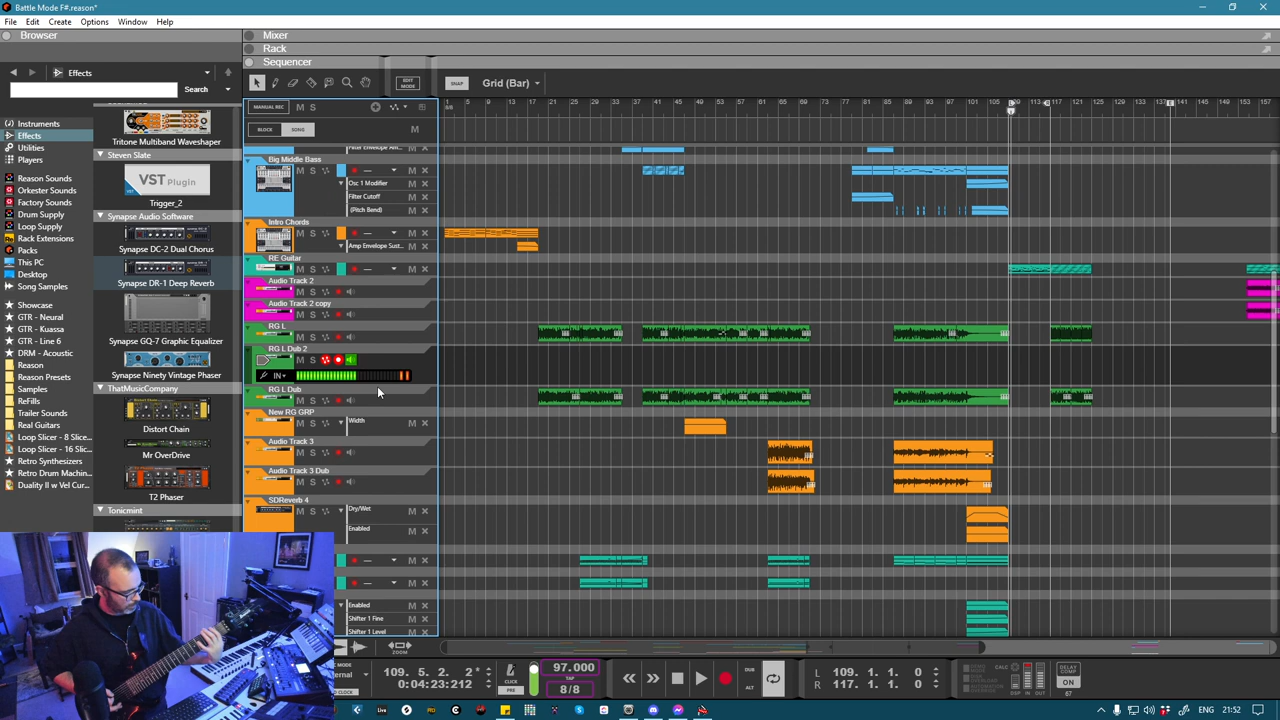 Battle Mode F#.reason*
File Edit Create Options Window Help
Browser
Mixer
Rack
Sequencer
Effects
EDIT MODE
SNAP
Grid (Bar)
Search
MANUAL REC
M S
BLOCK
SONG
M
Instruments
Effects
Utilities
Players
Reason Sounds
Orkester Sounds
Factory Sounds
Drum Supply
Rack Extensions
Packs
This PC
Desktop
Song Samples
Showcase
GTR - Neural
GTR - Kuassa
GTR - Line 6
DRM - Acoustic
Reason
Reason Presets
Samples
ReFills
Trailer Sounds
Real Guitars
Loop Slicer - 8 Slice...
Loop Slicer - 16 Slic...
Retro Synthesizers
Retro Drum Machin...
Duality II w Vel Cur...
Tritone Multiband Waveshaper
Steven Slate
VST Plugin
Trigger_2
Synapse Audio Software
Synapse DC-2 Dual Chorus
Synapse DR-1 Deep Reverb
Synapse GQ-7 Graphic Equalizer
Synapse Ninety Vintage Phaser
ThatMusicCompany
Distort Chain
Mr OverDrive
T2 Phaser
Tonicmint
Filter Envelope Am...
Big Middle Bass
Osc 1 Modifier
Filter Cutoff
(Pitch Bend)
Intro Chords
Amp Envelope Sust...
RE Guitar
Audio Track 2
Audio Track 2 copy
RG L
RG L Dub 2
IN
RG L Dub
New RG GRP
Width
Audio Track 3
Audio Track 3 Dub
SDReverb 4
Dry/Wet
Enabled
Enabled
Shifter 1 Fine
Shifter 1 Level
109. 5. 2. 2
0:04:23:212
CLICK
PRE
97.000
TAP
8/8
DUB
ALT
L 109. 1. 1. 0
R 117. 1. 1. 0
CALC
DSP IN OUT
DELAY COMP
ON
67
ENG
21:52